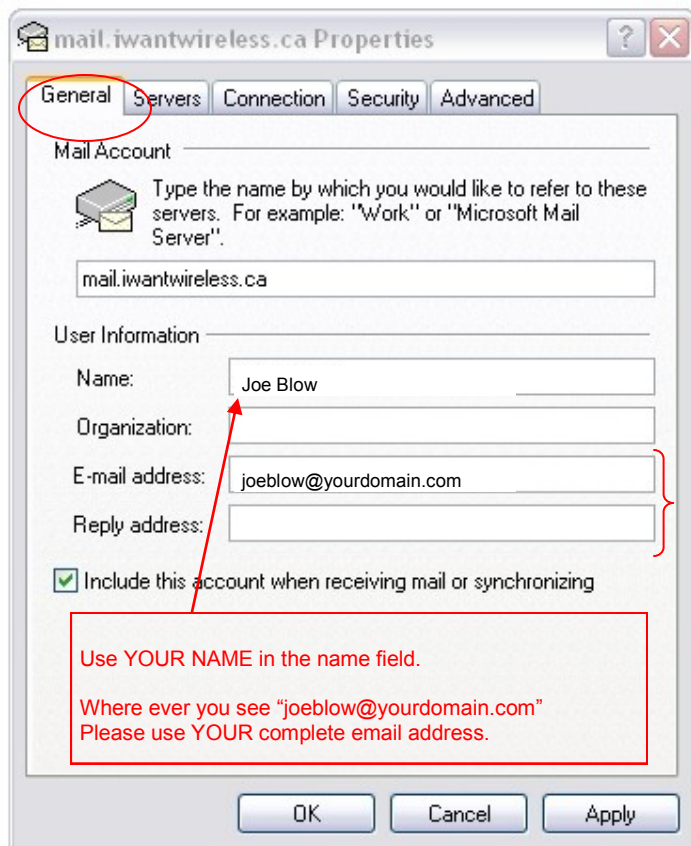 mail.iwantwireless.ca Properties
General Servers Connection Security Advanced
Mail Account
Type the name by which you would like to refer to these
servers. For example: "Work" or "Microsoft Mail
Server".
mail.iwantwireless.ca
User Information
Name: Joe Blow
Organization:
E-mail address: joeblow@yourdomain.com
Reply address:
Include this account when receiving mail or synchronizing
Use YOUR NAME in the name field.
Where ever you see “joeblow@yourdomain.com”
Please use YOUR complete email address.
OK Cancel Apply